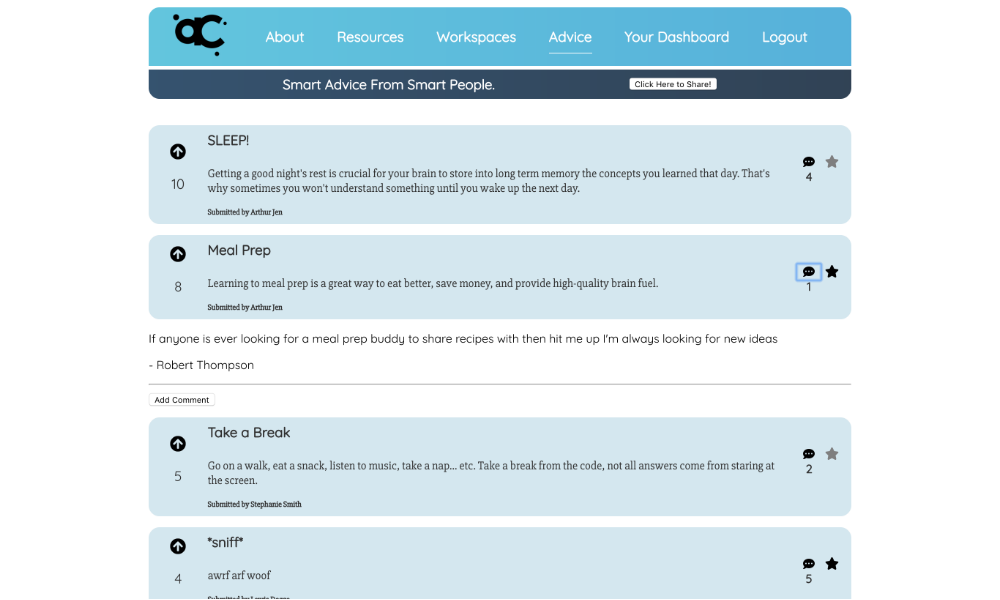 ac
About Resources Workspaces Advice Your Dashboard Logout
Smart Advice From Smart People. Click Here to Share!
SLEEP!
Getting a good night's rest is crucial for your brain to store into long term memory the concepts you learned that day. That's
why sometimes you won't understand something until you wake up the next day.
Submitted by Arthur Jen
10
4
Meal Prep
Learning to meal prep is a great way to eat better, save money, and provide high-quality brain fuel.
Submitted by Arthur Jen
8
1
If anyone is ever looking for a meal prep buddy to share recipes with then hit me up I'm always looking for new ideas
- Robert Thompson
Add Comment
Take a Break
Go on a walk, eat a snack, listen to music, take a nap... etc. Take a break from the code, not all answers come from staring at
the screen.
Submitted by Stephanie Smith
5
2
*sniff*
awrf arf woof
4
5
Submitted by